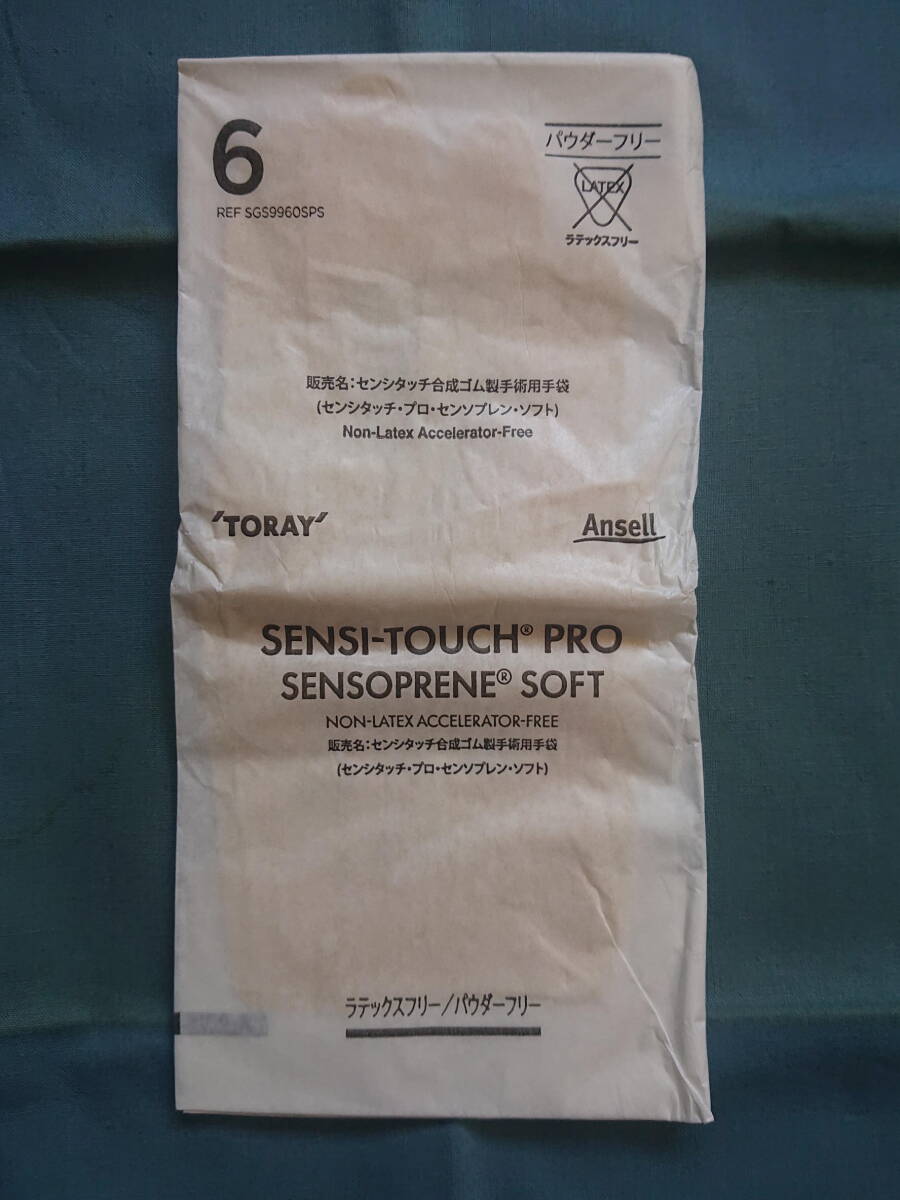 6
REF SGS9960SPS
パウダーフリー
LATEX
ラテックスフリー
販売名:センシタッチ合成ゴム製手術用手袋
(センシタッチ・プロ・センソプレン・ソフト)
Non-Latex Accelerator-Free
'TORAY'
Ansell
SENSI-TOUCH® PRO
SENSOPRENE® SOFT
NON-LATEX ACCELERATOR-FREE
販売名:センシタッチ合成ゴム製手術用手袋
(センシタッチ・プロ・センソプレン・ソフト)
ラテックスフリー/パウダーフリー